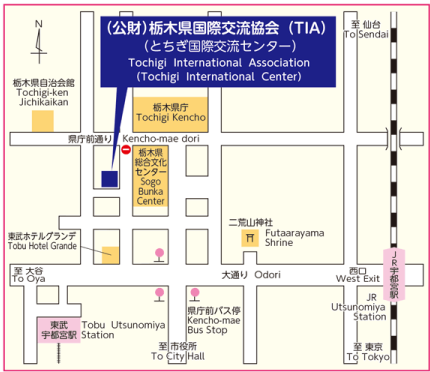 (公財)栃木県国際交流協会 (TIA)
(とちぎ国際交流センター)
Tochigi International Association
(Tochigi International Center)
至 仙台
To Sendai
N
栃木県自治会館
Tochigi-ken
Jichikaikan
栃木県庁
Tochigi Kencho
県庁前通り Kencho-mae dori
栃木県
総合文化
センター
Sogo
Bunka
Center
東武ホテルグランデ
Tobu Hotel Grande
二荒山神社
Futaarayama
Shrine
至 大谷
To Oya
大通り Odori
西口
West Exit
JR宇都宮駅
JR
Utsunomiya
Station
県庁前バス停
Kencho-mae
Bus Stop
東武
宇都宮駅
Tobu Utsunomiya
Station
至 市役所
To City Hall
至 東京
To Tokyo